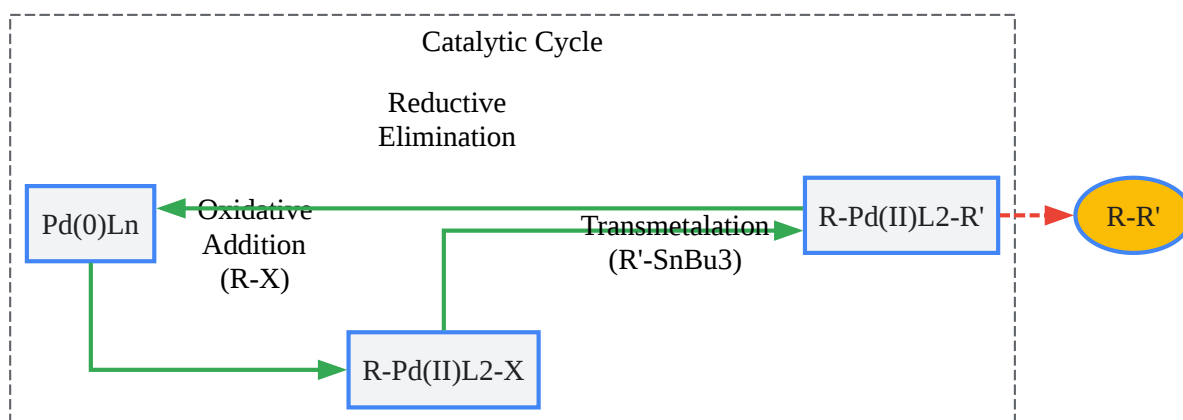 Catalytic Cycle
Reductive
Elimination
Pd(0)Ln
Oxidative
Addition
(R-X)
Transmetalation
(R'-SnBu3)
R-Pd(II)L2-R'
R-R'
R-Pd(II)L2-X